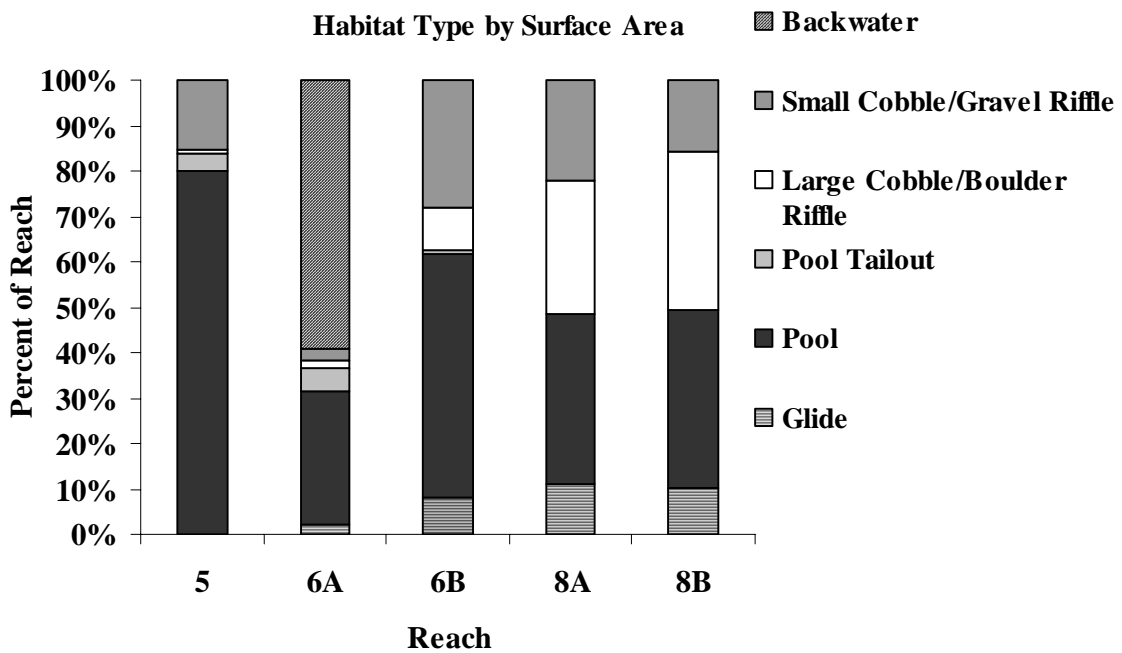 Habitat Type by Surface Area
Backwater
Small Cobble/Gravel Riffle
Large Cobble/Boulder
Riffle
Pool Tailout
Pool
Glide
Percent of Reach
100%
90%
80%
70%
60%
50%
40%
30%
20%
10%
0%
5 6A 6B 8A 8B
Reach